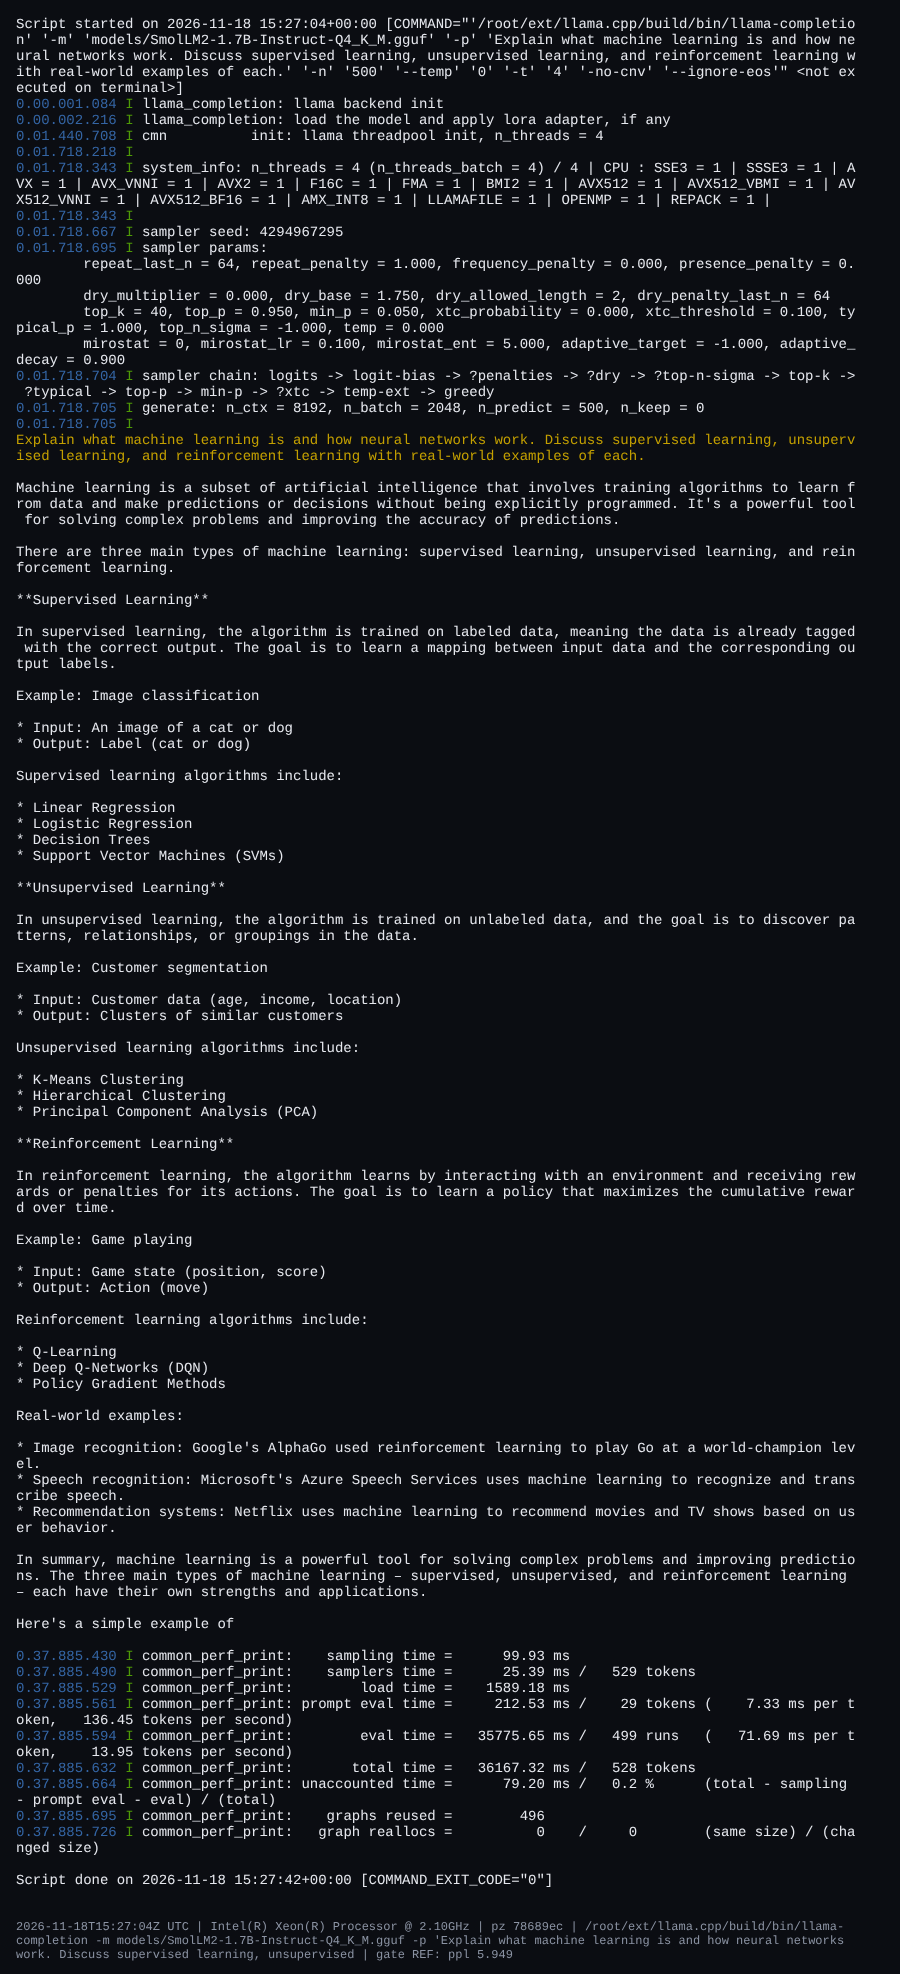 Script started on 2026-11-18 15:27:04+00:00 [COMMAND="'/root/ext/llama.cpp/build/bin/llama-completio
n' '-m' 'models/SmolLM2-1.7B-Instruct-Q4_K_M.gguf' '-p' 'Explain what machine learning is and how ne
ural networks work. Discuss supervised learning, unsupervised learning, and reinforcement learning w
ith real-world examples of each.' '-n' '500' '--temp' '0' '-t' '4' '-no-cnv' '--ignore-eos'" <not ex
ecuted on terminal>]
0.00.001.084 I llama_completion: llama backend init
0.00.002.216 I llama_completion: load the model and apply lora adapter, if any
0.01.440.708 I cmn          init: llama threadpool init, n_threads = 4
0.01.718.218 I
0.01.718.343 I system_info: n_threads = 4 (n_threads_batch = 4) / 4 | CPU : SSE3 = 1 | SSSE3 = 1 | A
VX = 1 | AVX_VNNI = 1 | AVX2 = 1 | F16C = 1 | FMA = 1 | BMI2 = 1 | AVX512 = 1 | AVX512_VBMI = 1 | AV
X512_VNNI = 1 | AVX512_BF16 = 1 | AMX_INT8 = 1 | LLAMAFILE = 1 | OPENMP = 1 | REPACK = 1 |
0.01.718.343 I
0.01.718.667 I sampler seed: 4294967295
0.01.718.695 I sampler params:
        repeat_last_n = 64, repeat_penalty = 1.000, frequency_penalty = 0.000, presence_penalty = 0.
000
        dry_multiplier = 0.000, dry_base = 1.750, dry_allowed_length = 2, dry_penalty_last_n = 64
        top_k = 40, top_p = 0.950, min_p = 0.050, xtc_probability = 0.000, xtc_threshold = 0.100, ty
pical_p = 1.000, top_n_sigma = -1.000, temp = 0.000
        mirostat = 0, mirostat_lr = 0.100, mirostat_ent = 5.000, adaptive_target = -1.000, adaptive_
decay = 0.900
0.01.718.704 I sampler chain: logits -> logit-bias -> ?penalties -> ?dry -> ?top-n-sigma -> top-k ->
 ?typical -> top-p -> min-p -> ?xtc -> temp-ext -> greedy
0.01.718.705 I generate: n_ctx = 8192, n_batch = 2048, n_predict = 500, n_keep = 0
0.01.718.705 I
Explain what machine learning is and how neural networks work. Discuss supervised learning, unsuperv
ised learning, and reinforcement learning with real-world examples of each.

Machine learning is a subset of artificial intelligence that involves training algorithms to learn f
rom data and make predictions or decisions without being explicitly programmed. It's a powerful tool
 for solving complex problems and improving the accuracy of predictions.

There are three main types of machine learning: supervised learning, unsupervised learning, and rein
forcement learning.

**Supervised Learning**

In supervised learning, the algorithm is trained on labeled data, meaning the data is already tagged
 with the correct output. The goal is to learn a mapping between input data and the corresponding ou
tput labels.

Example: Image classification

* Input: An image of a cat or dog
* Output: Label (cat or dog)

Supervised learning algorithms include:

* Linear Regression
* Logistic Regression
* Decision Trees
* Support Vector Machines (SVMs)

**Unsupervised Learning**

In unsupervised learning, the algorithm is trained on unlabeled data, and the goal is to discover pa
tterns, relationships, or groupings in the data.

Example: Customer segmentation

* Input: Customer data (age, income, location)
* Output: Clusters of similar customers

Unsupervised learning algorithms include:

* K-Means Clustering
* Hierarchical Clustering
* Principal Component Analysis (PCA)

**Reinforcement Learning**

In reinforcement learning, the algorithm learns by interacting with an environment and receiving rew
ards or penalties for its actions. The goal is to learn a policy that maximizes the cumulative rewar
d over time.

Example: Game playing

* Input: Game state (position, score)
* Output: Action (move)

Reinforcement learning algorithms include:

* Q-Learning
* Deep Q-Networks (DQN)
* Policy Gradient Methods

Real-world examples:

* Image recognition: Google's AlphaGo used reinforcement learning to play Go at a world-champion lev
el.
* Speech recognition: Microsoft's Azure Speech Services uses machine learning to recognize and trans
cribe speech.
* Recommendation systems: Netflix uses machine learning to recommend movies and TV shows based on us
er behavior.

In summary, machine learning is a powerful tool for solving complex problems and improving predictio
ns. The three main types of machine learning – supervised, unsupervised, and reinforcement learning
– each have their own strengths and applications.

Here's a simple example of

0.37.885.430 I common_perf_print:    sampling time =      99.93 ms
0.37.885.490 I common_perf_print:    samplers time =      25.39 ms /   529 tokens
0.37.885.529 I common_perf_print:        load time =    1589.18 ms
0.37.885.561 I common_perf_print: prompt eval time =     212.53 ms /    29 tokens (    7.33 ms per t
oken,   136.45 tokens per second)
0.37.885.594 I common_perf_print:        eval time =   35775.65 ms /   499 runs   (   71.69 ms per t
oken,    13.95 tokens per second)
0.37.885.632 I common_perf_print:       total time =   36167.32 ms /   528 tokens
0.37.885.664 I common_perf_print: unaccounted time =      79.20 ms /   0.2 %      (total - sampling
- prompt eval - eval) / (total)
0.37.885.695 I common_perf_print:    graphs reused =        496
0.37.885.726 I common_perf_print:   graph reallocs =          0    /     0        (same size) / (cha
nged size)

Script done on 2026-11-18 15:27:42+00:00 [COMMAND_EXIT_CODE="0"]

2026-11-18T15:27:04Z UTC | Intel(R) Xeon(R) Processor @ 2.10GHz | pz 78689ec | /root/ext/llama.cpp/build/bin/llama-
completion -m models/SmolLM2-1.7B-Instruct-Q4_K_M.gguf -p 'Explain what machine learning is and how neural networks
work. Discuss supervised learning, unsupervised | gate REF: ppl 5.949